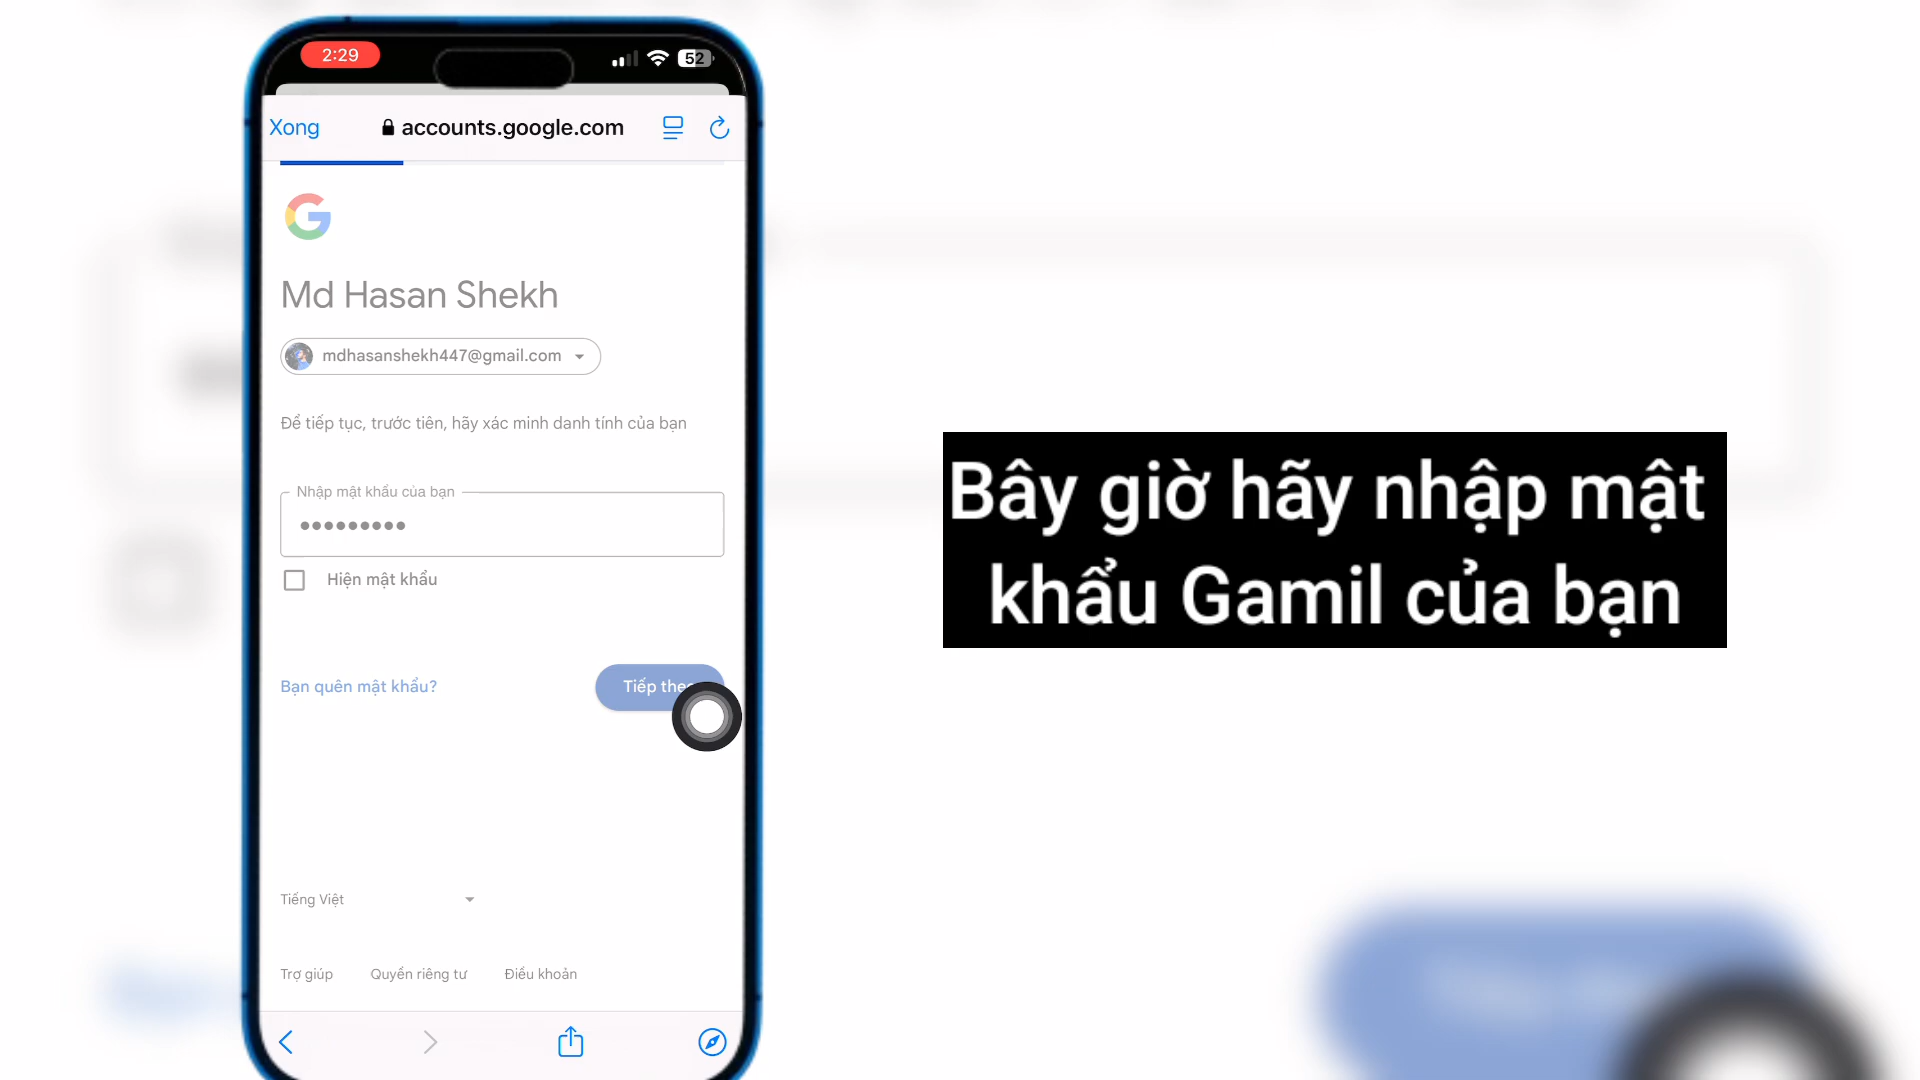 2:29
52
Xong
accounts.google.com
Md Hasan Shekh
mdhasanshekh447@gmail.com
Để tiếp tục, trước tiên, hãy xác minh danh tính của bạn
Nhập mật khẩu của bạn
Hiện mật khẩu
Bạn quên mật khẩu?
Tiếp theo
Tiếng Việt
Trợ giúp
Quyền riêng tư
Điều khoản
Bây giờ hãy nhập mật
khẩu Gamil của bạn